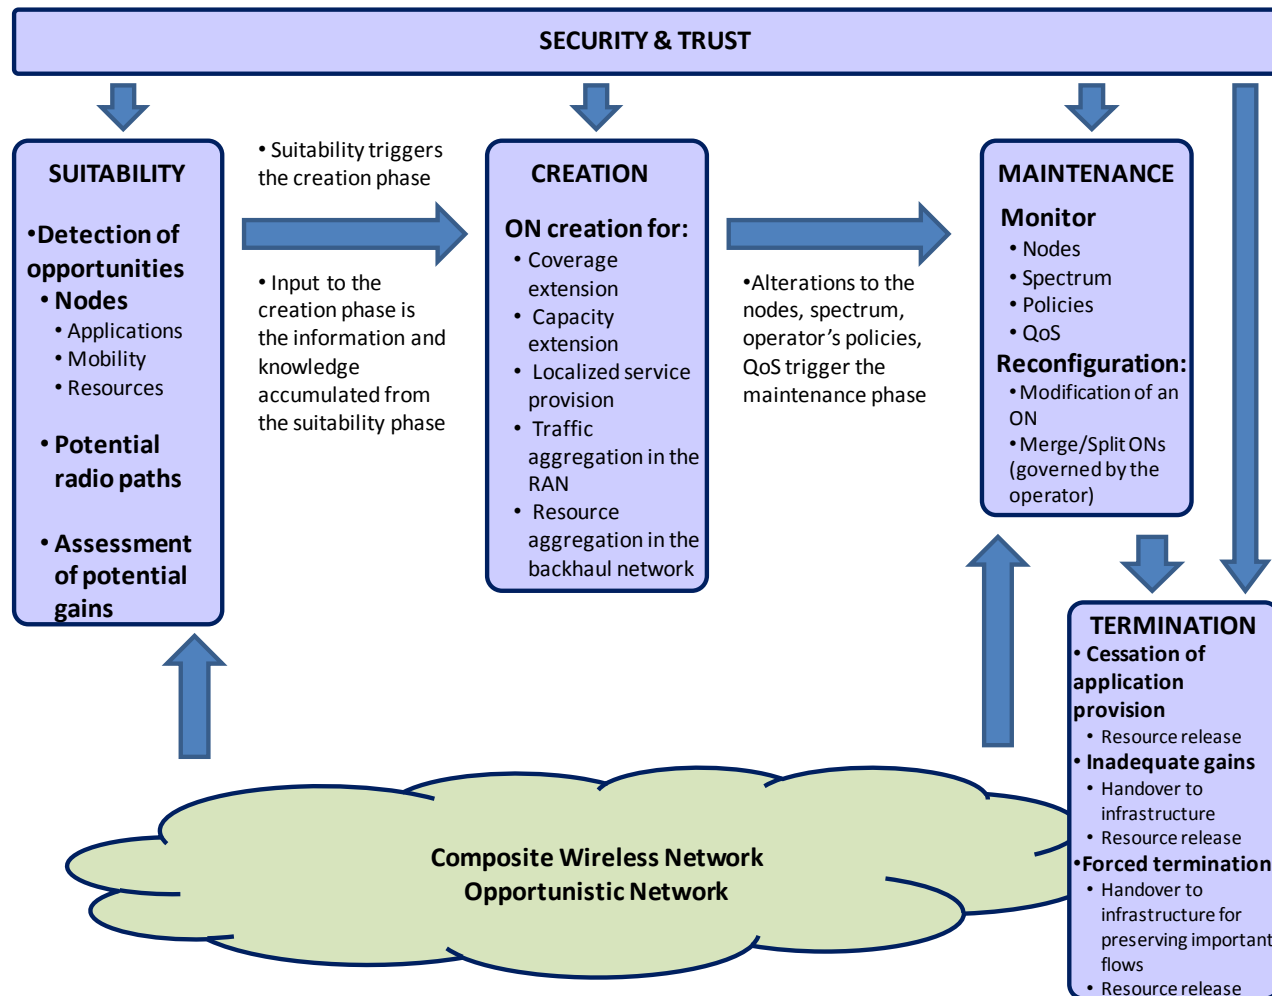 SECURITY & TRUST
SUITABILITY
•Detection of
opportunities
• Nodes
• Applications
• Mobility
• Resources
• Potential
radio paths
• Assessment
of potential
gains
• Suitability triggers
the creation phase
• Input to the
creation phase is
the information and
knowledge
accumulated from
the suitability phase
CREATION
ON creation for:
• Coverage
extension
• Capacity
extension
• Localized service
provision
• Traffic
aggregation in the
RAN
• Resource
aggregation in the
backhaul network
•Alterations to the
nodes, spectrum,
operator’s policies,
QoS trigger the
maintenance phase
MAINTENANCE
Monitor
• Nodes
• Spectrum
• Policies
• QoS
Reconfiguration:
• Modification of an
ON
• Merge/Split ONs
(governed by the
operator)
TERMINATION
• Cessation of
application
provision
• Resource release
• Inadequate gains
• Handover to
infrastructure
• Resource release
•Forced termination
• Handover to
infrastructure for
preserving important
flows
• Resource release
Composite Wireless Network
Opportunistic Network